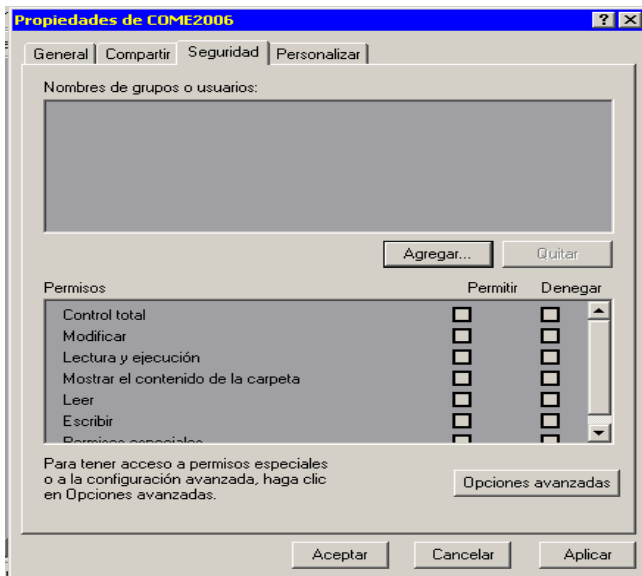 Propiedades de COME2006
General Compartir Seguridad Personalizar
Nombres de grupos o usuarios:
Agregar... Quitar
Permisos Permitir Denegar
Control total
Modificar
Lectura y ejecución
Mostrar el contenido de la carpeta
Leer
Escribir
Permisos especiales
Para tener acceso a permisos especiales
o a la configuración avanzada, haga clic
en Opciones avanzadas.
Opciones avanzadas
Aceptar Cancelar Aplicar